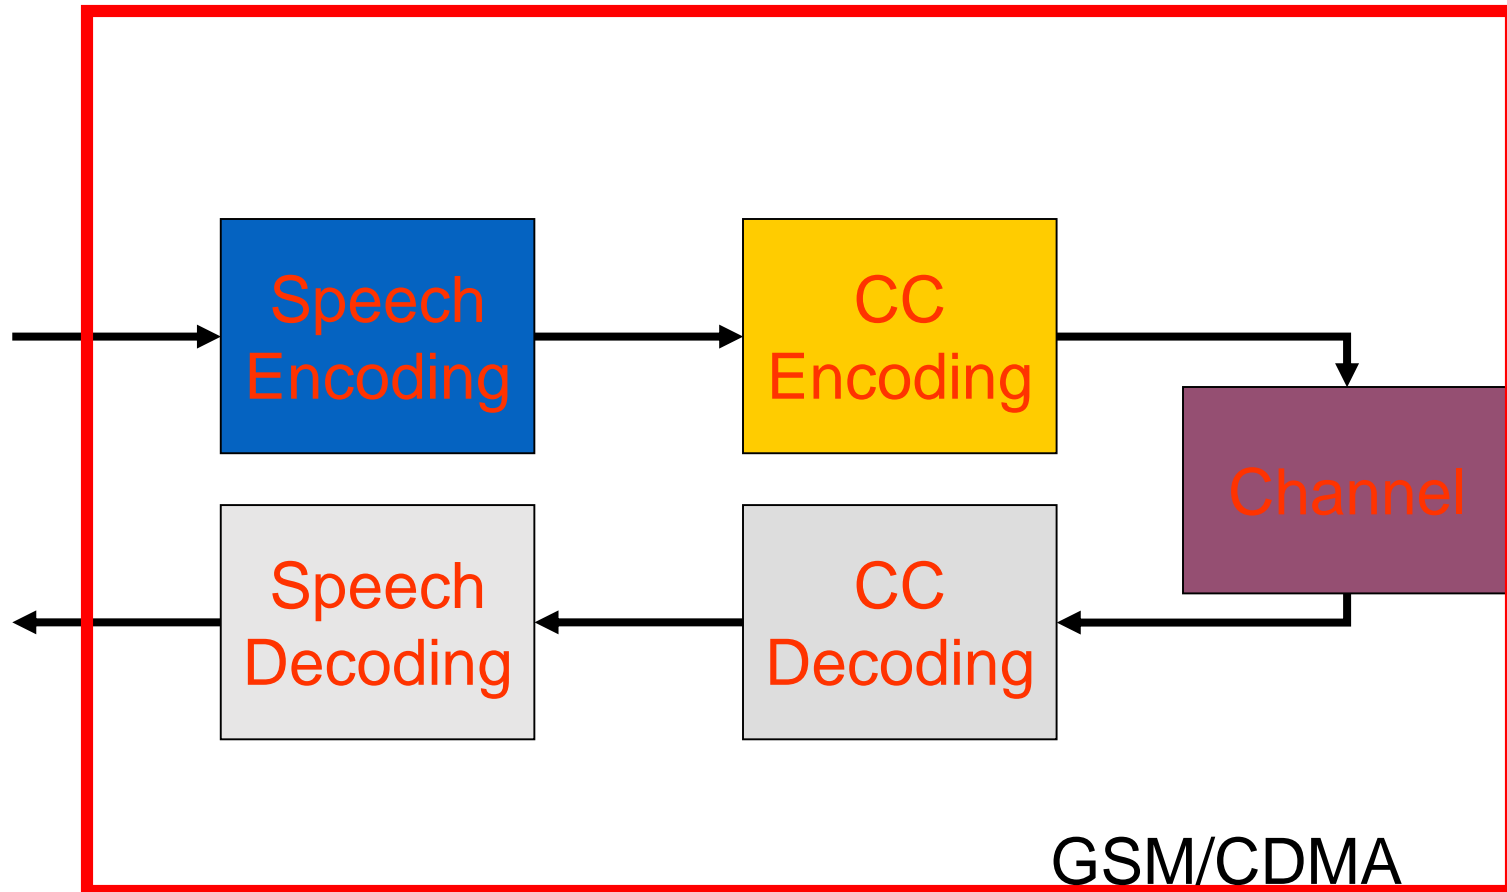 Speech
Encoding
CC
Encoding
Channel
Speech
Decoding
CC
Decoding
GSM/CDMA